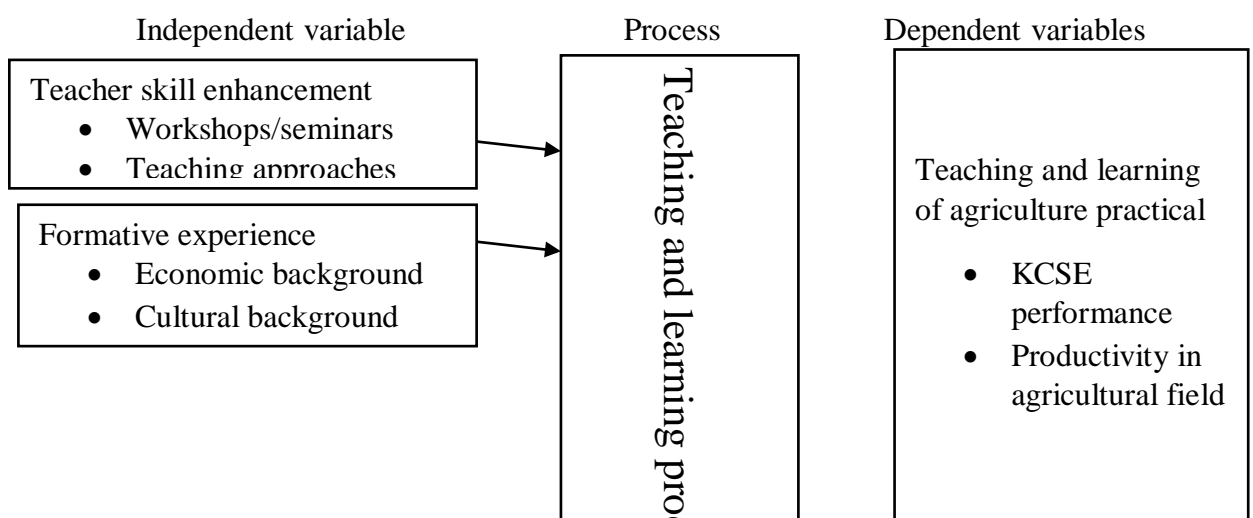 Independent variable
Process
Dependent variables
Teacher skill enhancement
• Workshops/seminars
• Teaching approaches
Formative experience
• Economic background
• Cultural background
Teaching and learning pro
Teaching and learning
of agriculture practical
• KCSE
performance
• Productivity in
agricultural field